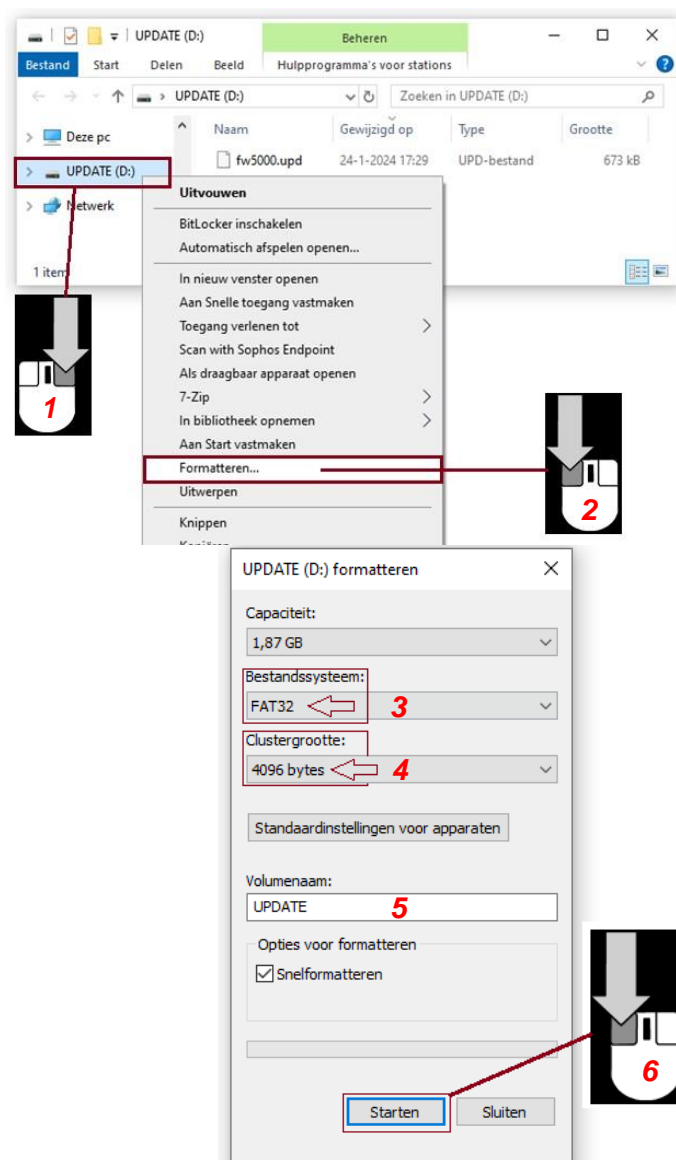 UPDATE (D:) Beheren
Bestand Start Delen Beeld Hulpprogramma's voor stations
UPDATE (D:) Zoeken in UPDATE (D:)
Naam Gewijzigd op Type Grootte
Deze pc
fw5000.upd 24-1-2024 17:29 UPD-bestand 673 kB
UPDATE (D:)
Netwerk
1 item
Uitvouwen
BitLocker inschakelen
Automatisch afspelen openen...
In nieuw venster openen
Aan Snelle toegang vastmaken
Toegang verlenen tot
Scan with Sophos Endpoint
Als draagbaar apparaat openen
7-Zip
In bibliotheek opnemen
Aan Start vastmaken
Formatteren...
Uitwerpen
Knippen
1
2
UPDATE (D:) formatteren
Capaciteit:
1,87 GB
Bestandssysteem:
FAT32 3
Clustergrootte:
4096 bytes 4
Standaardinstellingen voor apparaten
Volumenaam:
UPDATE 5
Opties voor formatteren
Snelformatteren
6
Starten Sluiten